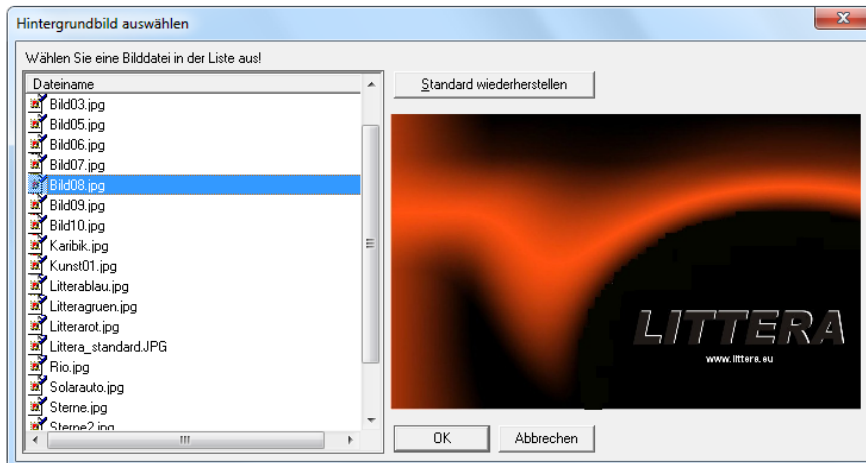 Hintergrundbild auswählen
Wählen Sie eine Bilddatei in der Liste aus!
Dateiname
Bild03.jpg
Bild05.jpg
Bild06.jpg
Bild07.jpg
Bild08.jpg
Bild09.jpg
Bild10.jpg
Karibik.jpg
Kunst01.jpg
Litterablau.jpg
Litteragruen.jpg
Litterarot.jpg
Littera_standard.JPG
Rio.jpg
Solarauto.jpg
Sterne.jpg
Sterne2.jpg
Standard wiederherstellen
LITTERA
www.littera.eu
OK
Abbrechen